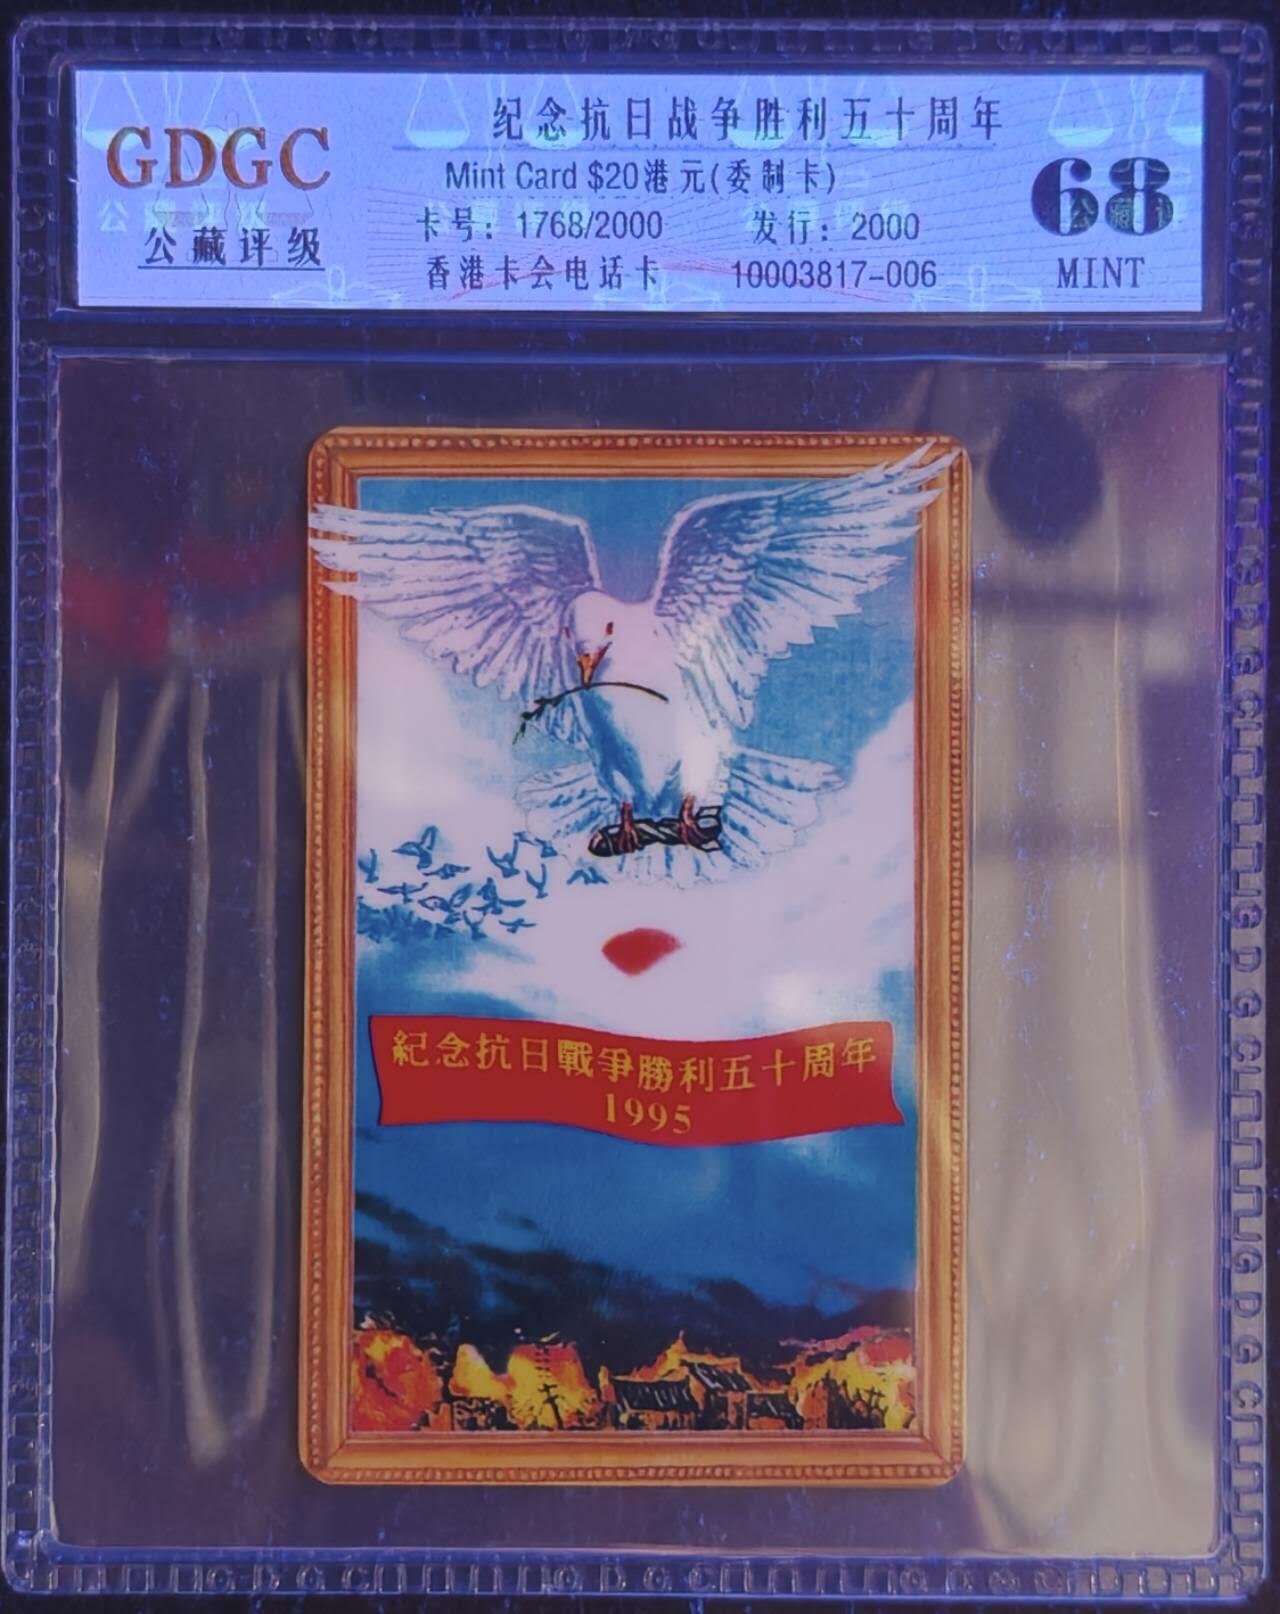 GDGC
公藏评级
纪念抗日战争胜利五十周年
Mint Card $20港元(委制卡)
卡号: 1768/2000 发行: 2000
香港卡会电话卡 10003817-006
68
MINT
紀念抗日戰爭勝利五十周年
1995